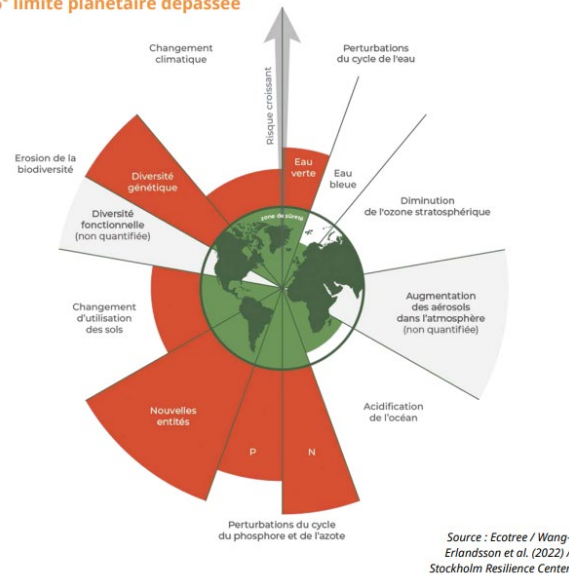 6e limite planétaire dépassée
Changement
climatique
Risque croissant
Perturbations
du cycle de l'eau
Eau
verte
Eau
bleue
Erosion de la
biodiversité
Diversité
génétique
Diversité
fonctionnelle
(non quantifiée)
zone de sûreté
Diminution
de l'ozone stratosphérique
Augmentation
des aérosols
dans l'atmosphère
(non quantifiée)
Changement
d'utilisation
des sols
Nouvelles
entités
P
N
Acidification
de l'océan
Perturbations du cycle
du phosphore et de l'azote
Source : Ecotree / Wang-
Erlandsson et al. (2022) /
Stockholm Resilience Center